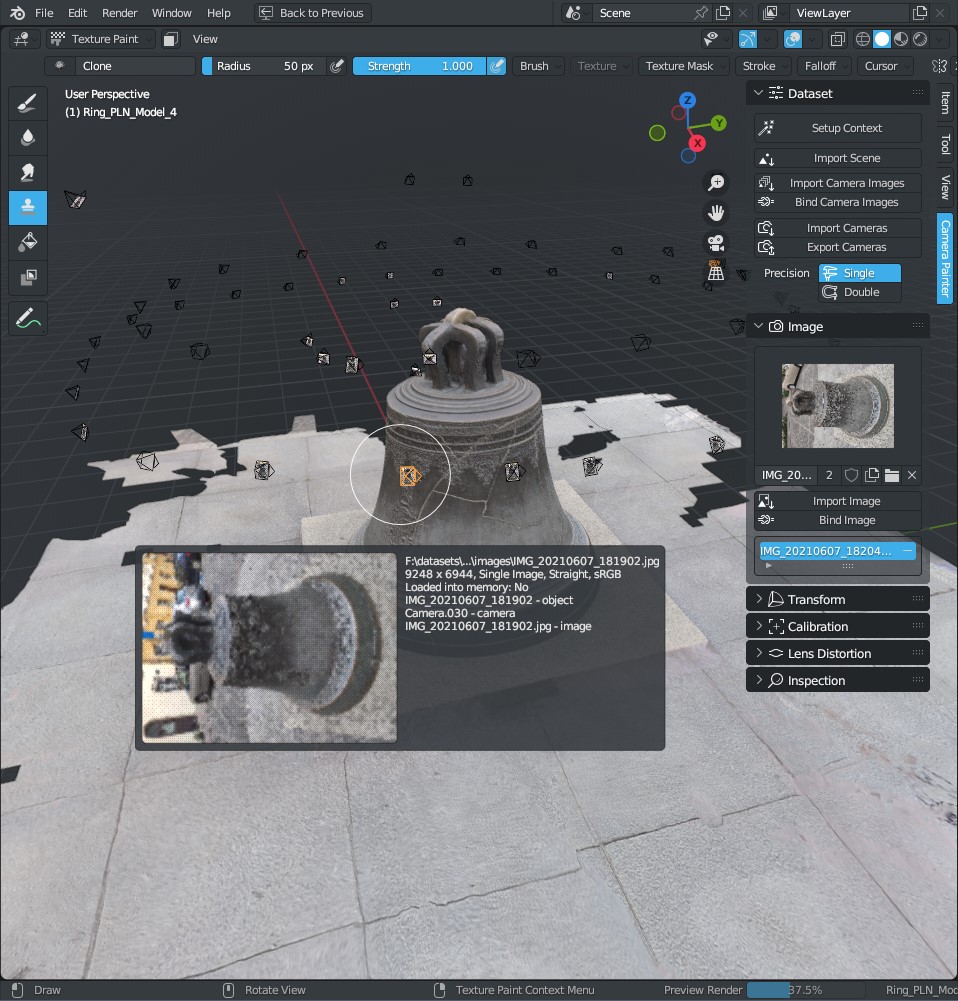 File Edit Render Window Help Back to Previous Scene ViewLayer
Texture Paint View
Clone Radius 50 px Strength 1.000 Brush Texture Texture Mask Stroke Falloff Cursor
User Perspective
(1) Ring_PLN_Model_4
Z
Y
X
Item
Tool
View
Camera Painter
Dataset
Setup Context
Import Scene
Import Camera Images
Bind Camera Images
Import Cameras
Export Cameras
Precision Single
Double
Image
IMG_20... 2
Import Image
Bind Image
IMG_20210607_18204...
Transform
Calibration
Lens Distortion
Inspection
F:\datasets\...\images\IMG_20210607_181902.jpg
9248 x 6944, Single Image, Straight, sRGB
Loaded into memory: No
IMG_20210607_181902 - object
Camera.030 - camera
IMG_20210607_181902.jpg - image
Draw Rotate View Texture Paint Context Menu Preview Render 37.5% Ring_PLN_Mod